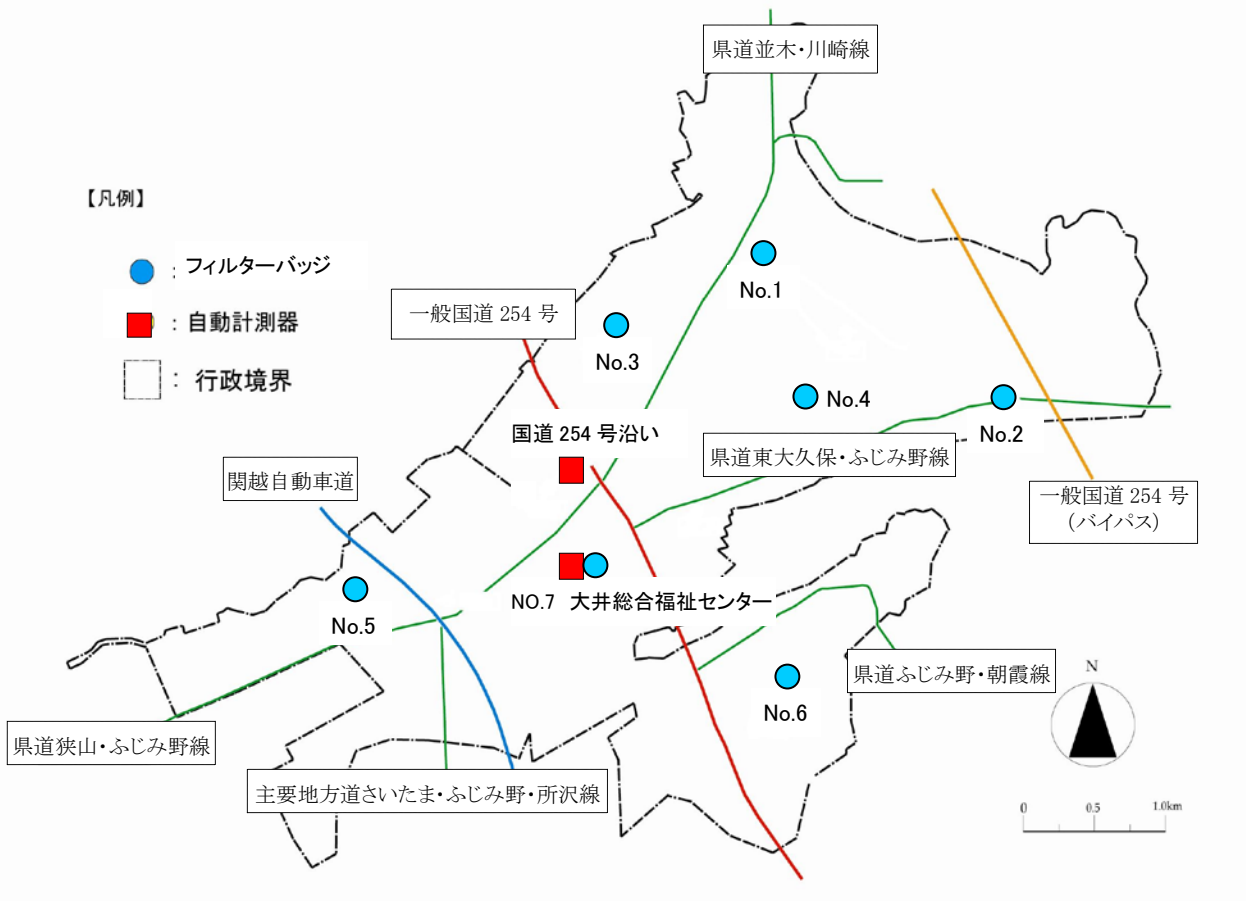 県道並木・川崎線
【凡例】
：フィルターバッジ
：自動計測器
：行政境界
No.1
一般国道 254 号
No.3
No.4
No.2
国道 254 号沿い
県道東大久保・ふじみ野線
関越自動車道
一般国道 254 号
（バイパス）
No.5
NO.7 大井総合福祉センター
県道ふじみ野・朝霞線
N
No.6
県道狭山・ふじみ野線
主要地方道さいたま・ふじみ野・所沢線
0 0.5 1.0km